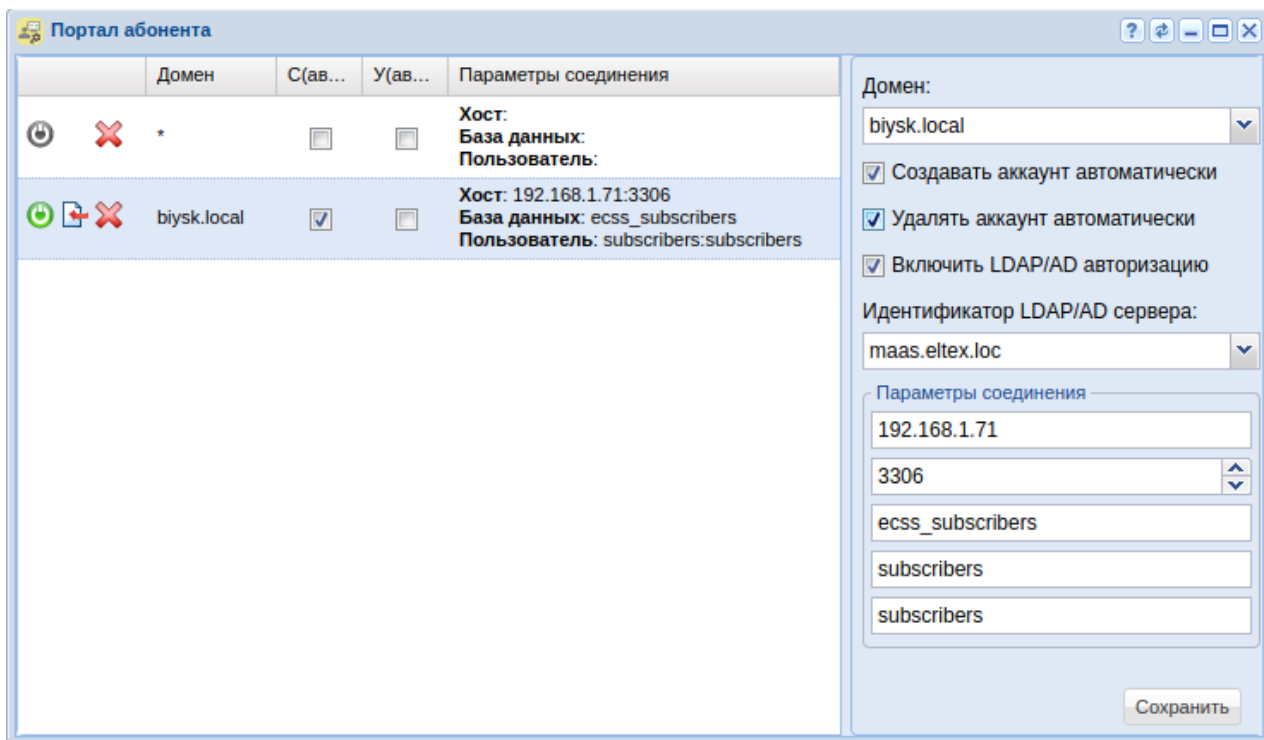 Портал абонента
Домен С(ав... У(ав... Параметры соединения
*
Хост:
База данных:
Пользователь:
biysk.local
Хост: 192.168.1.71:3306
База данных: ecss_subscribers
Пользователь: subscribers:subscribers
Домен:
biysk.local
Создавать аккаунт автоматически
Удалять аккаунт автоматически
Включить LDAP/AD авторизацию
Идентификатор LDAP/AD сервера:
maas.eltex.loc
Параметры соединения
192.168.1.71
3306
ecss_subscribers
subscribers
subscribers
Сохранить